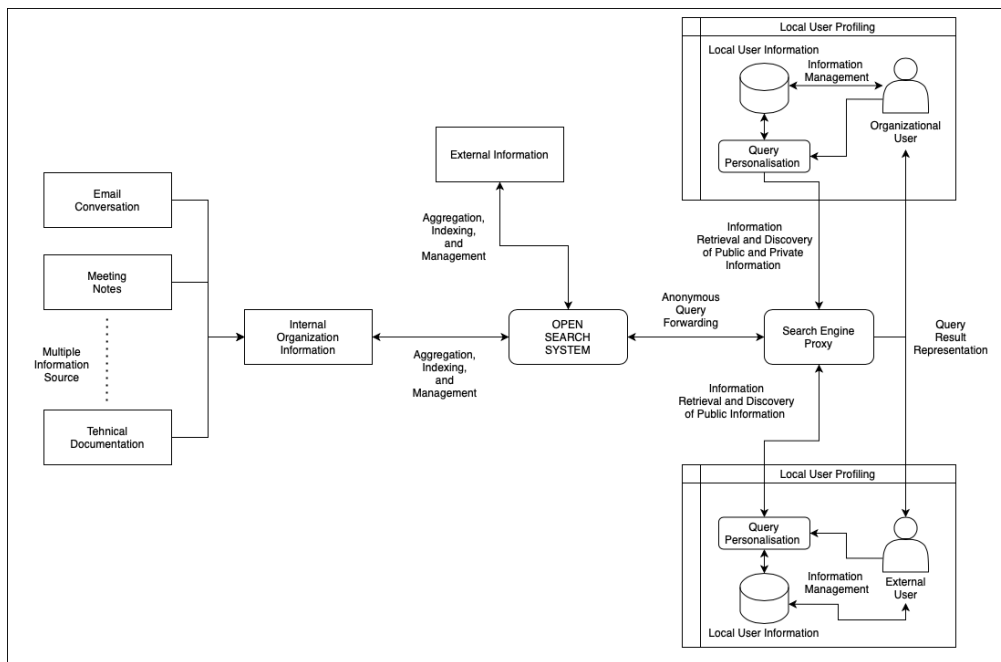 Local User Profiling
Local User Information
Information
Management
Organizational
User
Query
Personalisation
External Information
Email
Conversation
Aggregation,
Indexing,
and
Management
Information
Retrieval and Discovery
of Public and Private
Information
Meeting
Notes
Multiple
Information
Source
Internal
Organization
Information
OPEN
SEARCH
SYSTEM
Anonymous
Query
Forwarding
Search Engine
Proxy
Query
Result
Representation
Aggregation,
Indexing,
and
Management
Information
Retrieval and Discovery
of Public Information
Tehnical
Documentation
Local User Profiling
Query
Personalisation
Information
Management
External
User
Local User Information